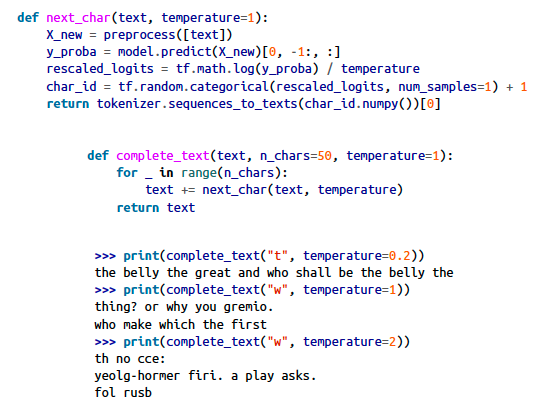 def next_char(text, temperature=1):
    X_new = preprocess([text])
    y_proba = model.predict(X_new)[0, -1:, :]
    rescaled_logits = tf.math.log(y_proba) / temperature
    char_id = tf.random.categorical(rescaled_logits, num_samples=1) + 1
    return tokenizer.sequences_to_texts(char_id.numpy())[0]
def complete_text(text, n_chars=50, temperature=1):
    for _ in range(n_chars):
        text += next_char(text, temperature)
    return text
>>> print(complete_text("t", temperature=0.2))
the belly the great and who shall be the belly the
>>> print(complete_text("w", temperature=1))
thing? or why you gremio.
who make which the first
>>> print(complete_text("w", temperature=2))
th no cce:
yeolg-hormer firi. a play asks.
fol rusb